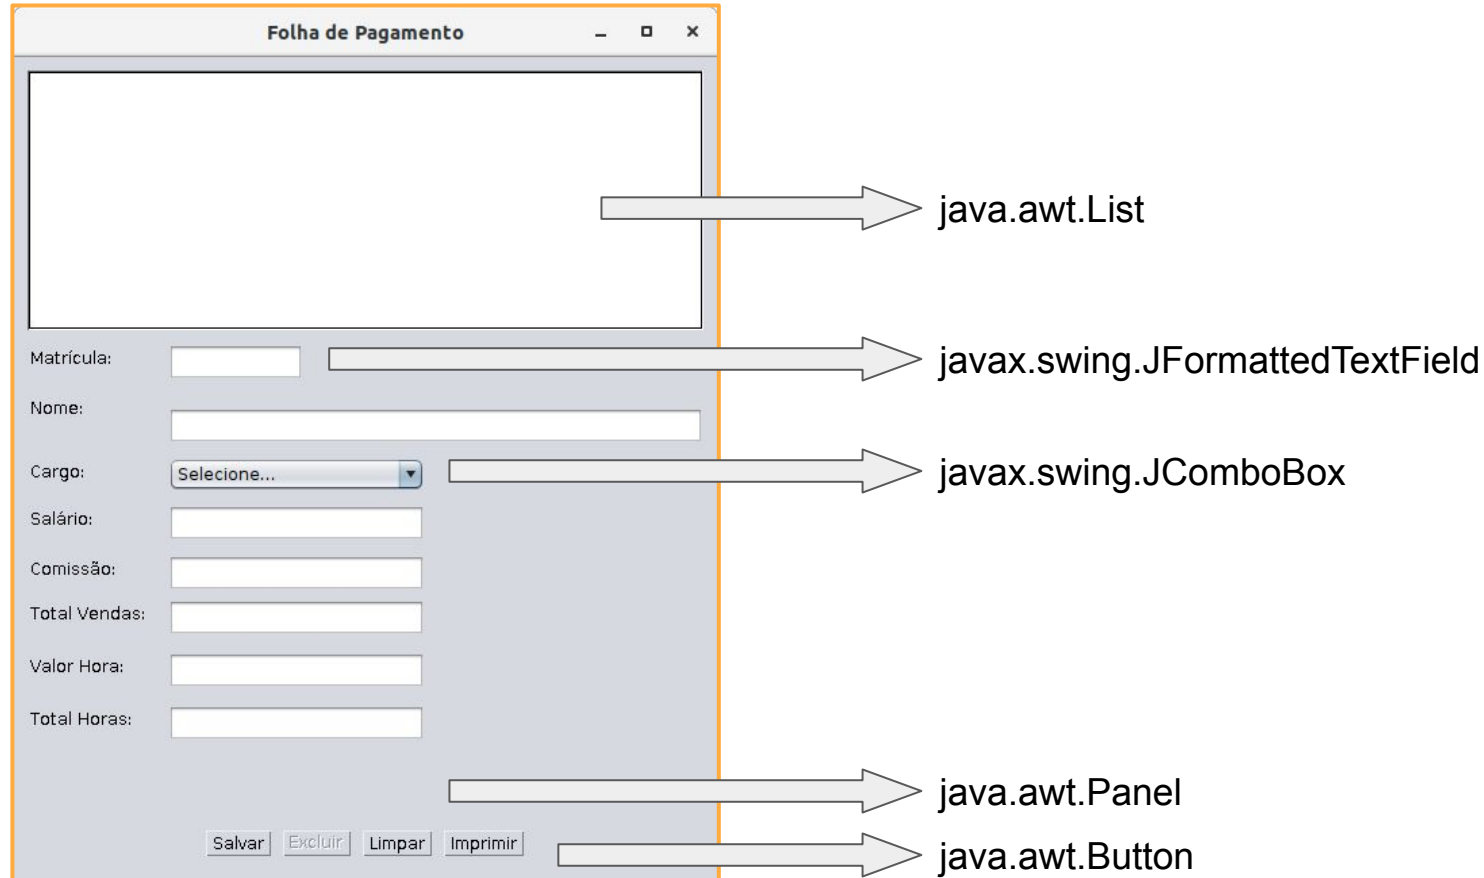 Folha de Pagamento
java.awt.List
Matrícula:
javax.swing.JFormattedTextField
Nome:
Cargo:
Selecione...
javax.swing.JComboBox
Salário:
Comissão:
Total Vendas:
Valor Hora:
Total Horas:
java.awt.Panel
Salvar Excluir Limpar Imprimir
java.awt.Button